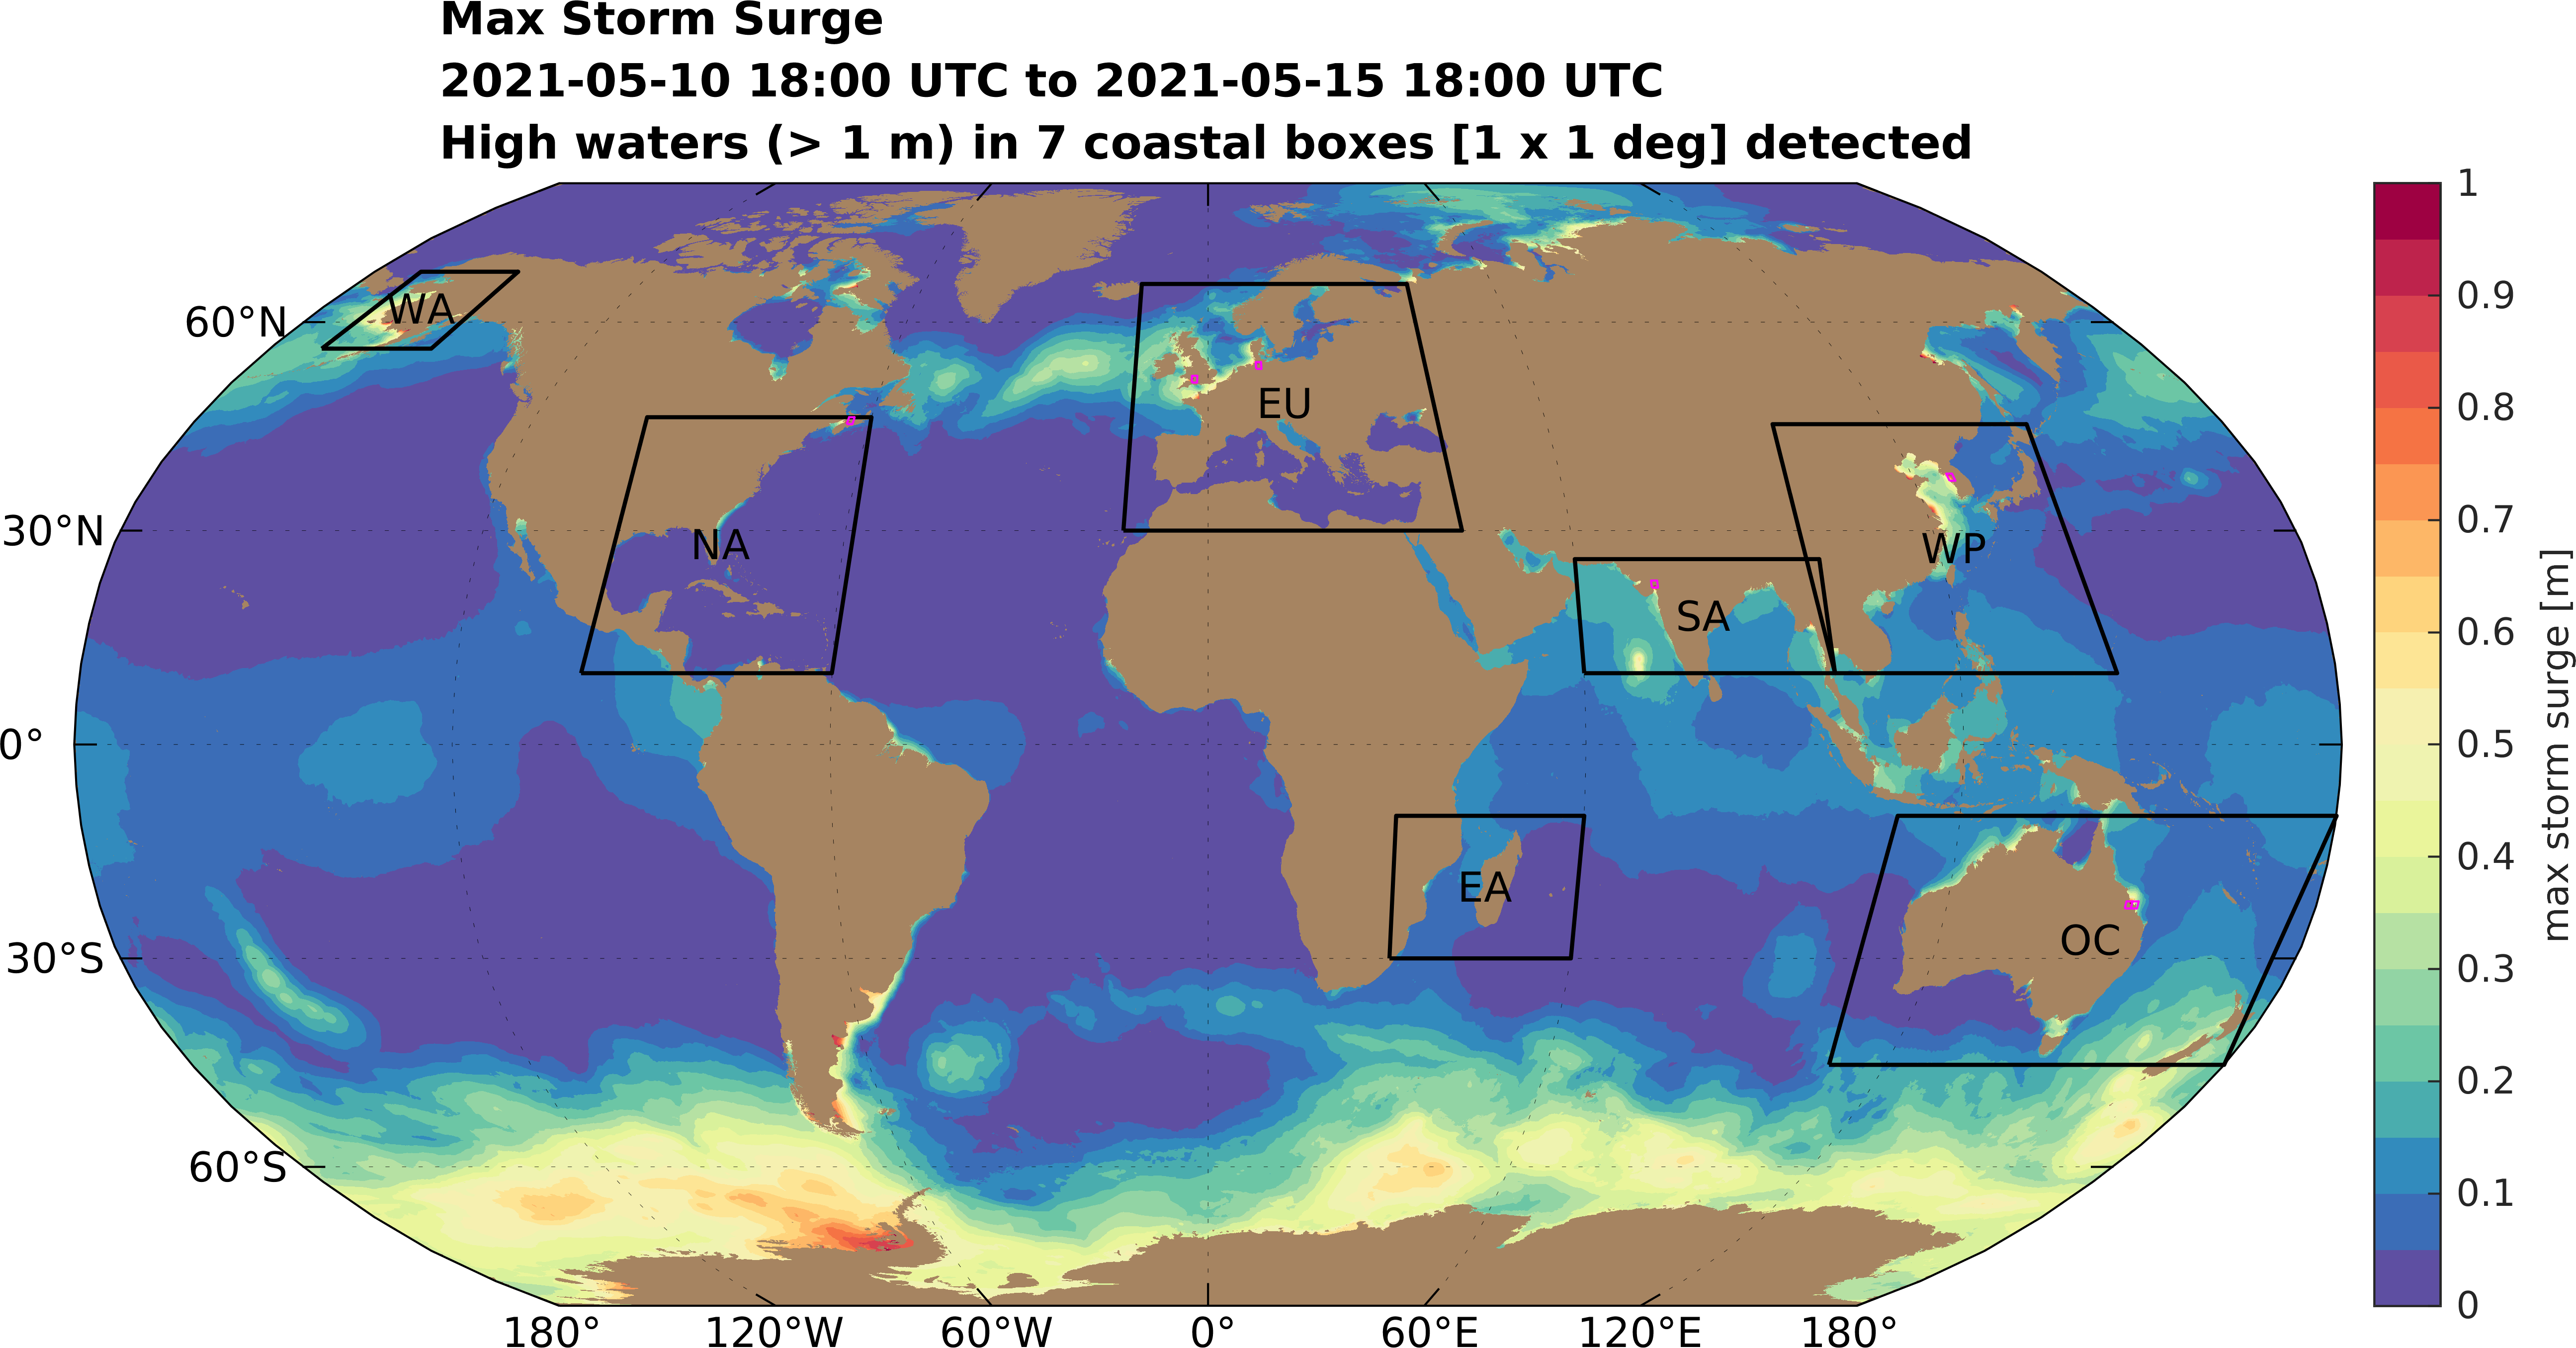 Max Storm Surge
2021-05-10 18:00 UTC to 2021-05-15 18:00 UTC
High waters (> 1 m) in 7 coastal boxes [1 x 1 deg] detected
60°N
30°N
0°
30°S
60°S
WA
NA
EU
SA
WP
EA
OC
180°
120°W
60°W
0°
60°E
120°E
180°
1
0.9
0.8
0.7
0.6
0.5
0.4
0.3
0.2
0.1
0
max storm surge [m]